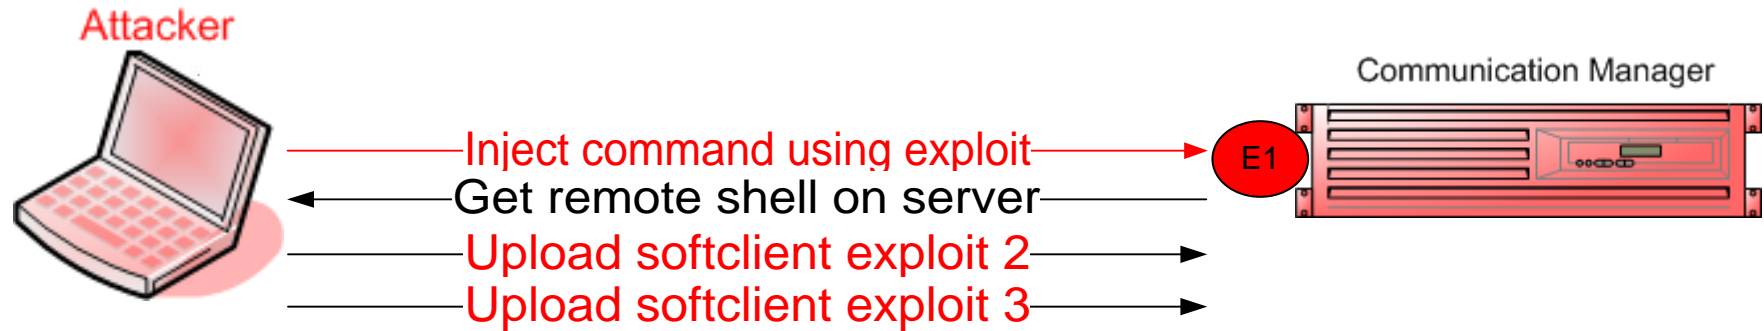 Attacker
Communication Manager
Inject command using exploit
E1
Get remote shell on server
Upload softclient exploit 2
Upload softclient exploit 3